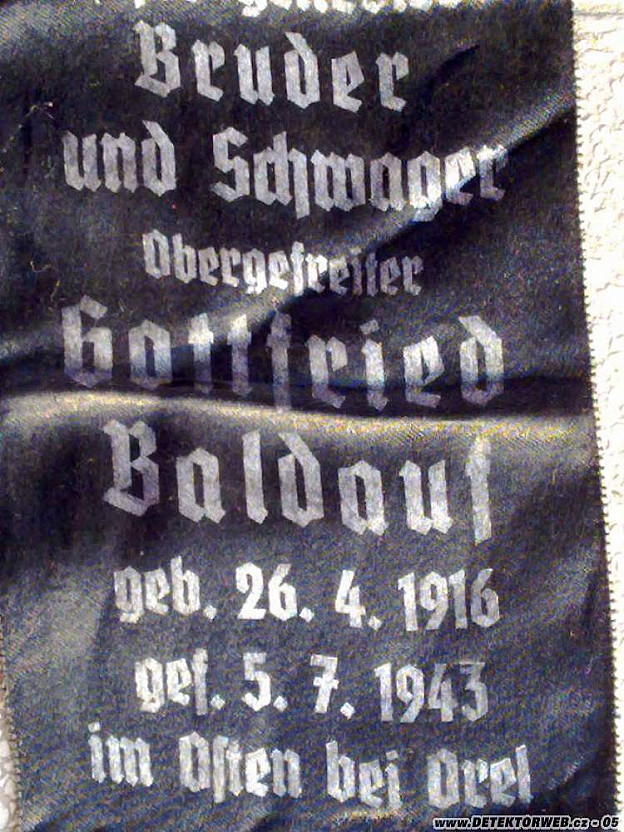 Bruder
und Schwager
Obergefreiter
Gottfried
Baldauf
geb. 26. 4. 1916
gef. 5. 7. 1943
im Osten bei Orel
www.DETEKTORWEB.cz - 05